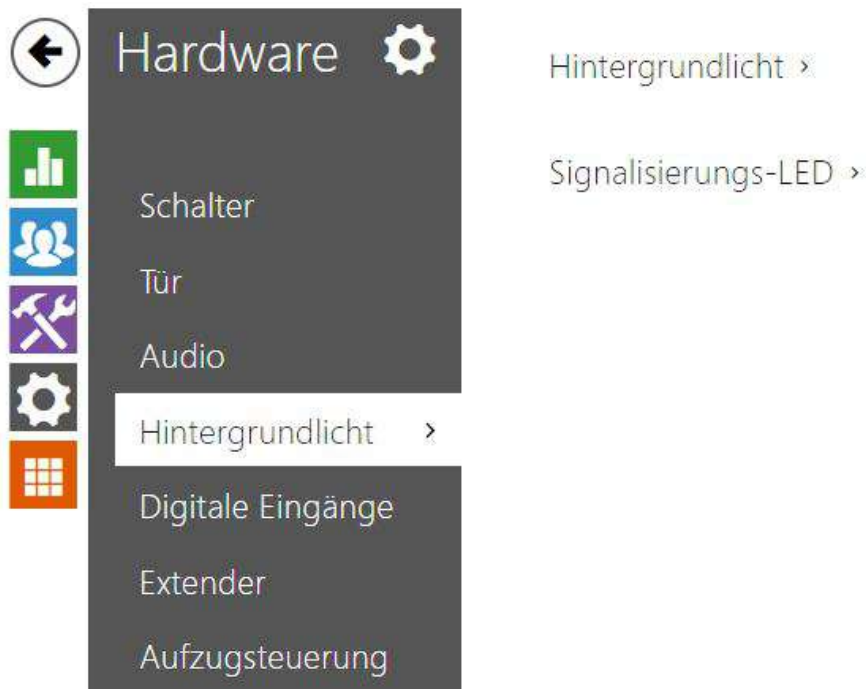 Hardware
Schalter
Tür
Audio
Hintergrundlicht
Digitale Eingänge
Extender
Aufzugsteuerung
Hintergrundlicht
Signalisierungs-LED